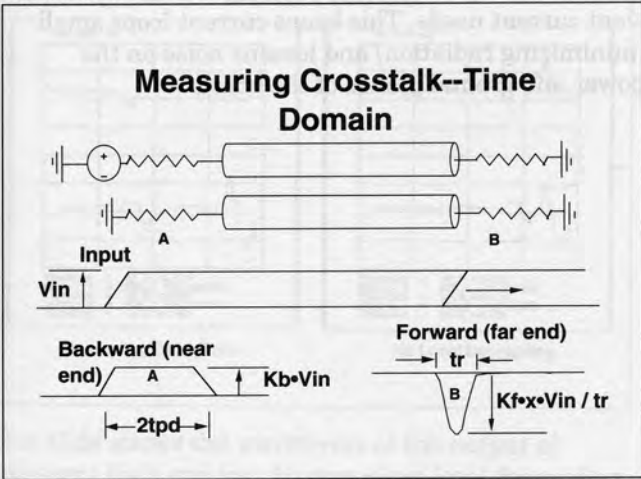 Measuring Crosstalk--Time
Domain
A
B
Input
Vin
Backward (near
end)
A
Kb•Vin
2tpd
Forward (far end)
tr
B
Kf•x•Vin / tr